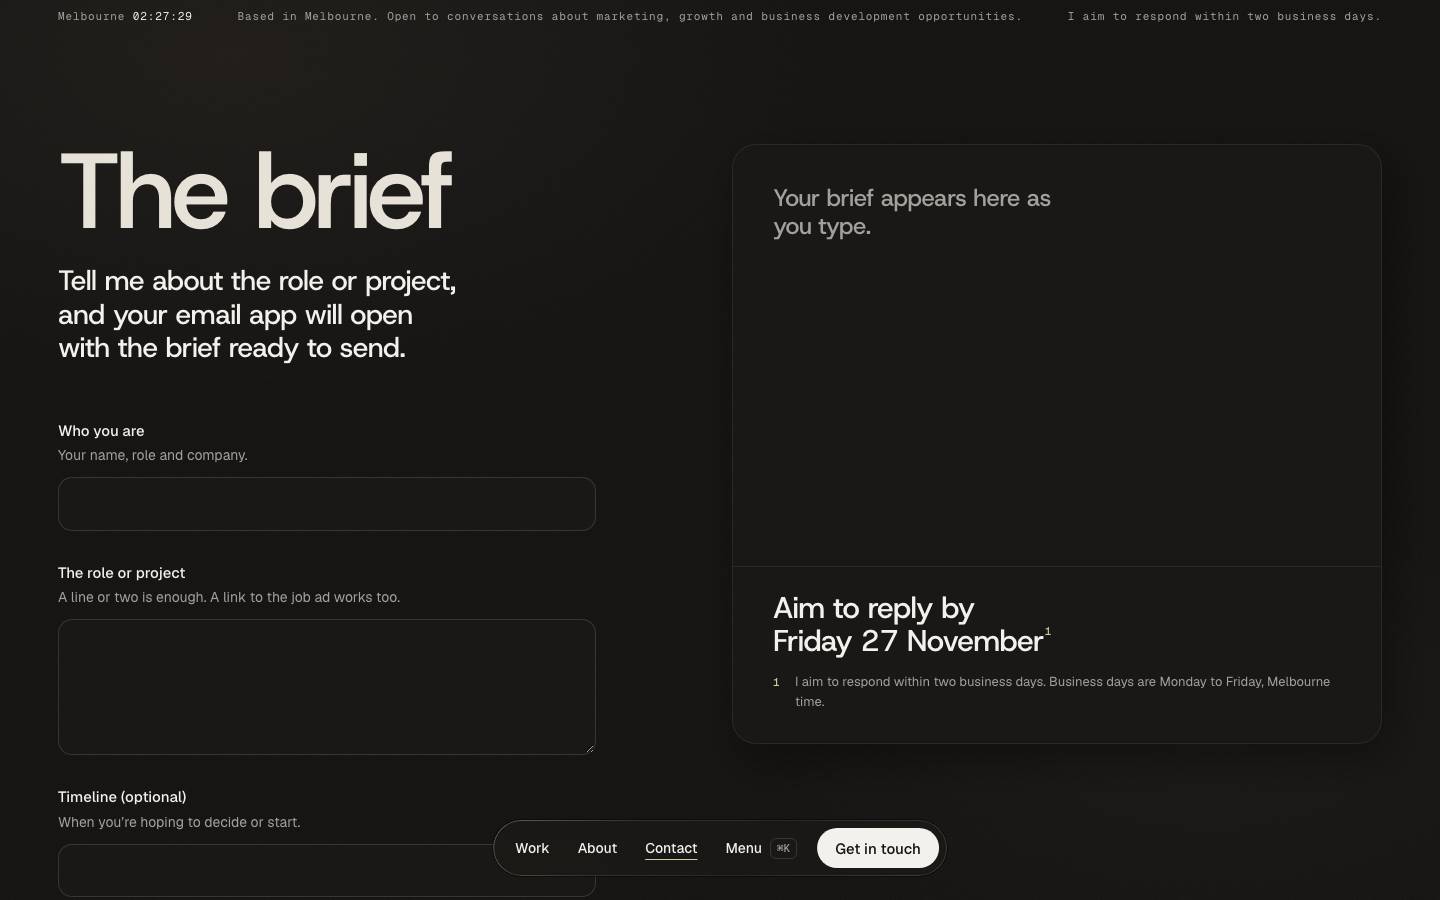 Melbourne 02:27:29
Based in Melbourne. Open to conversations about marketing, growth and business development opportunities.
I aim to respond within two business days.
The brief
Tell me about the role or project,
and your email app will open
with the brief ready to send.
Who you are
Your name, role and company.
The role or project
A line or two is enough. A link to the job ad works too.
Timeline (optional)
When you’re hoping to decide or start.
Your brief appears here as
you type.
Aim to reply by
Friday 27 November1
1 I aim to respond within two business days. Business days are Monday to Friday, Melbourne
time.
Work About Contact Menu ⌘K Get in touch